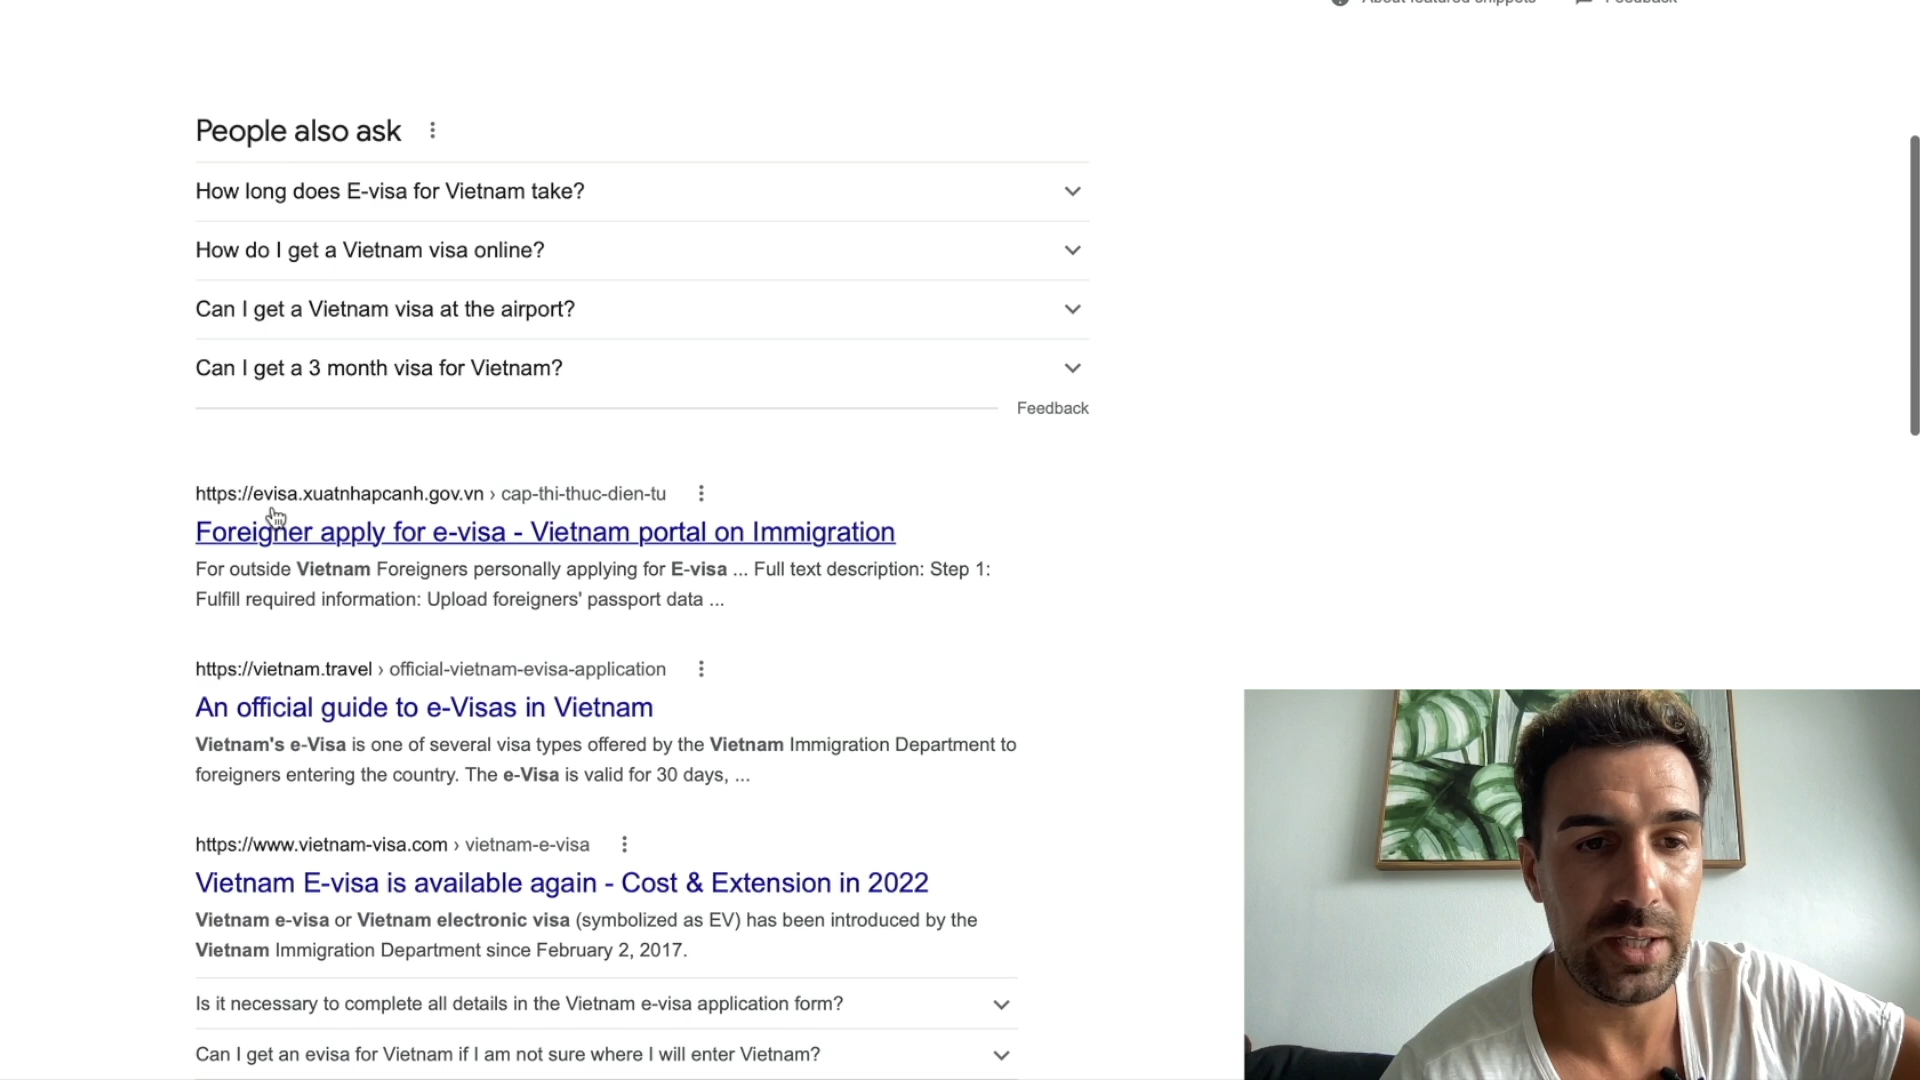 About featured snippets Feedback
People also ask
How long does E-visa for Vietnam take?
How do I get a Vietnam visa online?
Can I get a Vietnam visa at the airport?
Can I get a 3 month visa for Vietnam?
Feedback
https://evisa.xuatnhapcanh.gov.vn › cap-thi-thuc-dien-tu
Foreigner apply for e-visa - Vietnam portal on Immigration
For outside Vietnam Foreigners personally applying for E-visa ... Full text description: Step 1:
Fulfill required information: Upload foreigners' passport data ...
https://vietnam.travel › official-vietnam-evisa-application
An official guide to e-Visas in Vietnam
Vietnam's e-Visa is one of several visa types offered by the Vietnam Immigration Department to
foreigners entering the country. The e-Visa is valid for 30 days, ...
https://www.vietnam-visa.com › vietnam-e-visa
Vietnam E-visa is available again - Cost & Extension in 2022
Vietnam e-visa or Vietnam electronic visa (symbolized as EV) has been introduced by the
Vietnam Immigration Department since February 2, 2017.
Is it necessary to complete all details in the Vietnam e-visa application form?
Can I get an evisa for Vietnam if I am not sure where I will enter Vietnam?